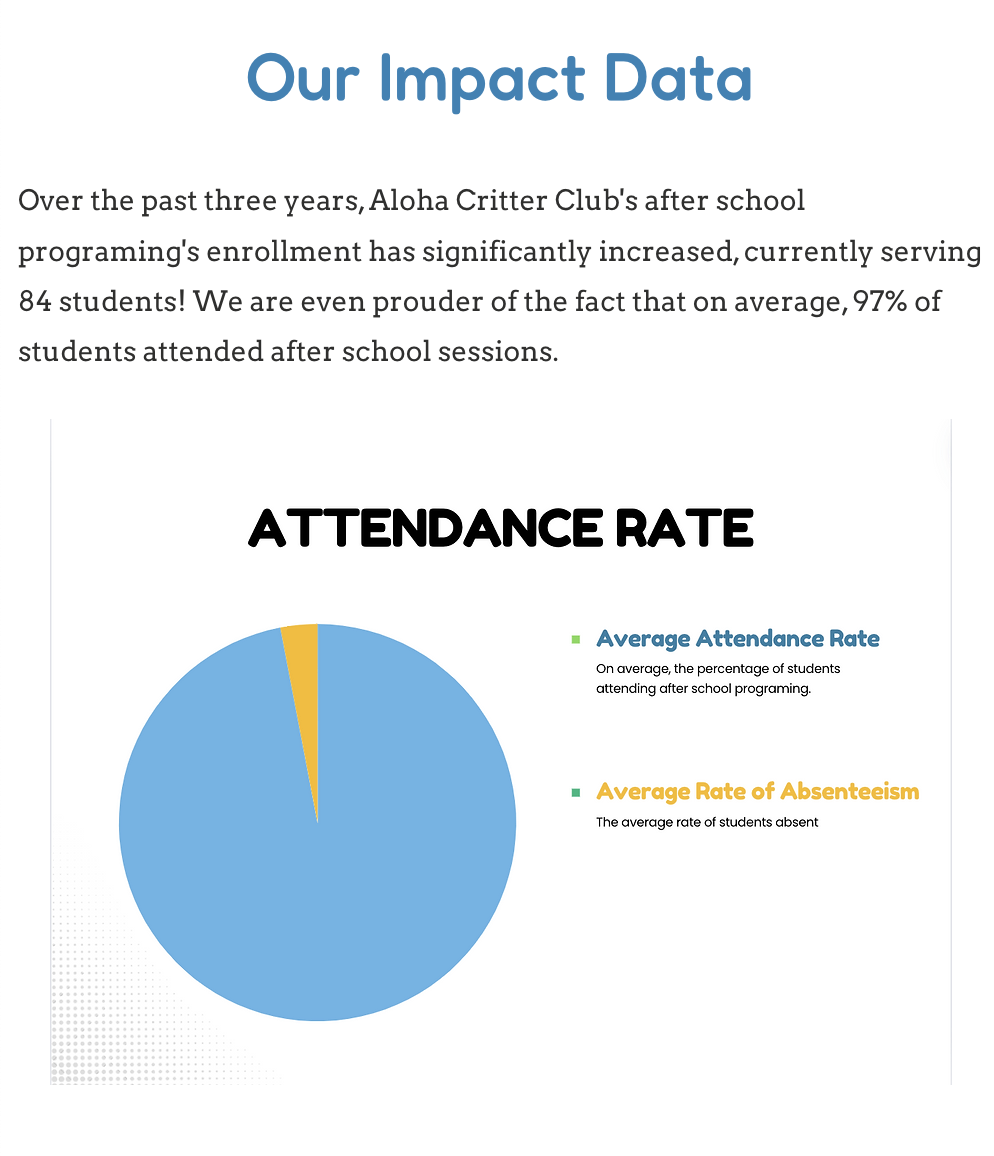 Our Impact Data
Over the past three years, Aloha Critter Club's after school
programing's enrollment has significantly increased, currently serving
84 students! We are even prouder of the fact that on average, 97% of
students attended after school sessions.
ATTENDANCE RATE
Average Attendance Rate
On average, the percentage of students
attending after school programing.
Average Rate of Absenteeism
The average rate of students absent